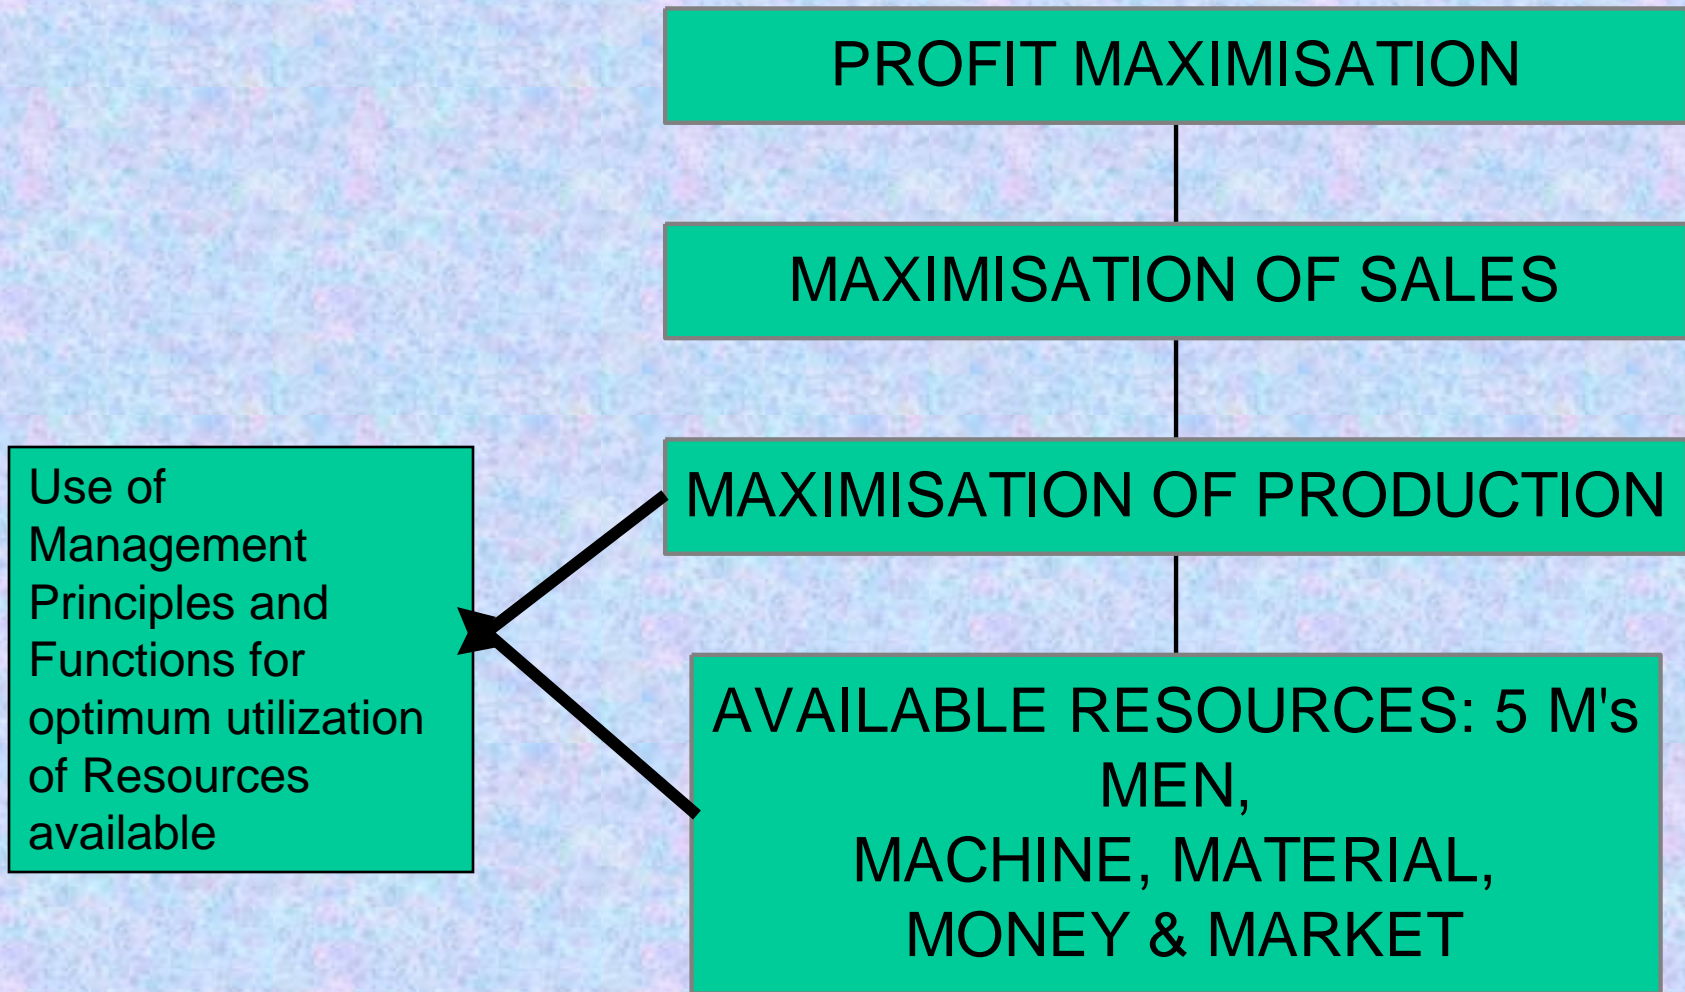 PROFIT MAXIMISATION
MAXIMISATION OF SALES
MAXIMISATION OF PRODUCTION
Use of
Management
Principles and
Functions for
optimum utilization
of Resources
available
AVAILABLE RESOURCES: 5 M's
MEN,
MACHINE, MATERIAL,
MONEY & MARKET